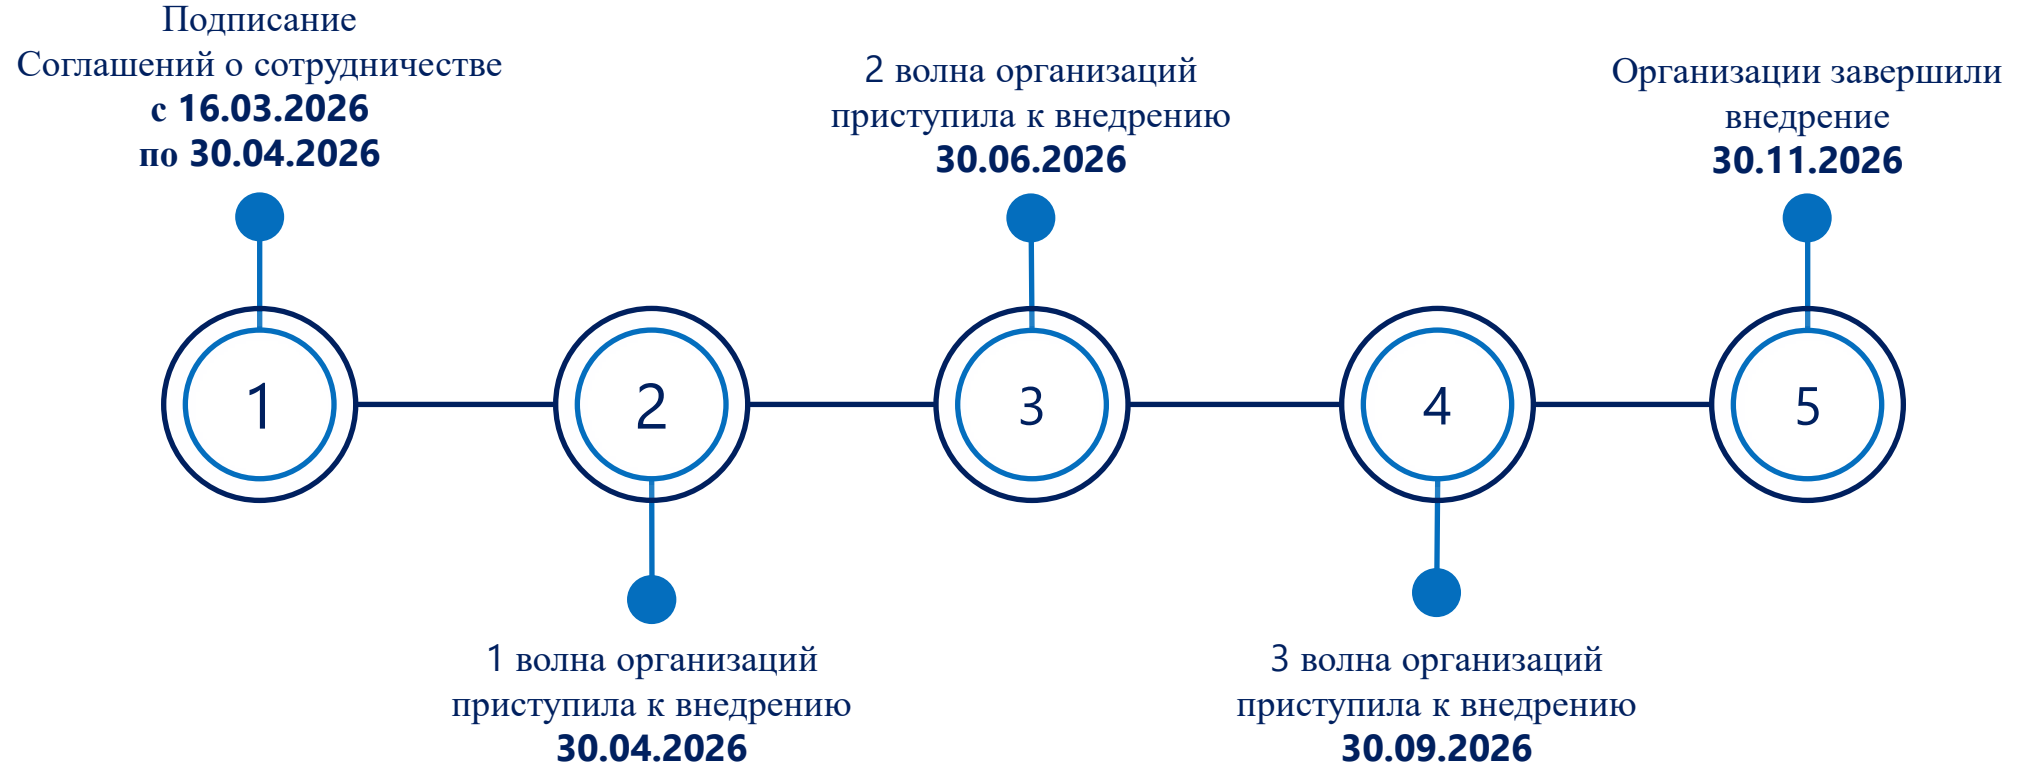 Подписание
Соглашений о сотрудничестве
с 16.03.2026
по 30.04.2026
2 волна организаций
приступила к внедрению
30.06.2026
Организации завершили
внедрение
30.11.2026
1
2
3
4
5
1 волна организаций
приступила к внедрению
30.04.2026
3 волна организаций
приступила к внедрению
30.09.2026